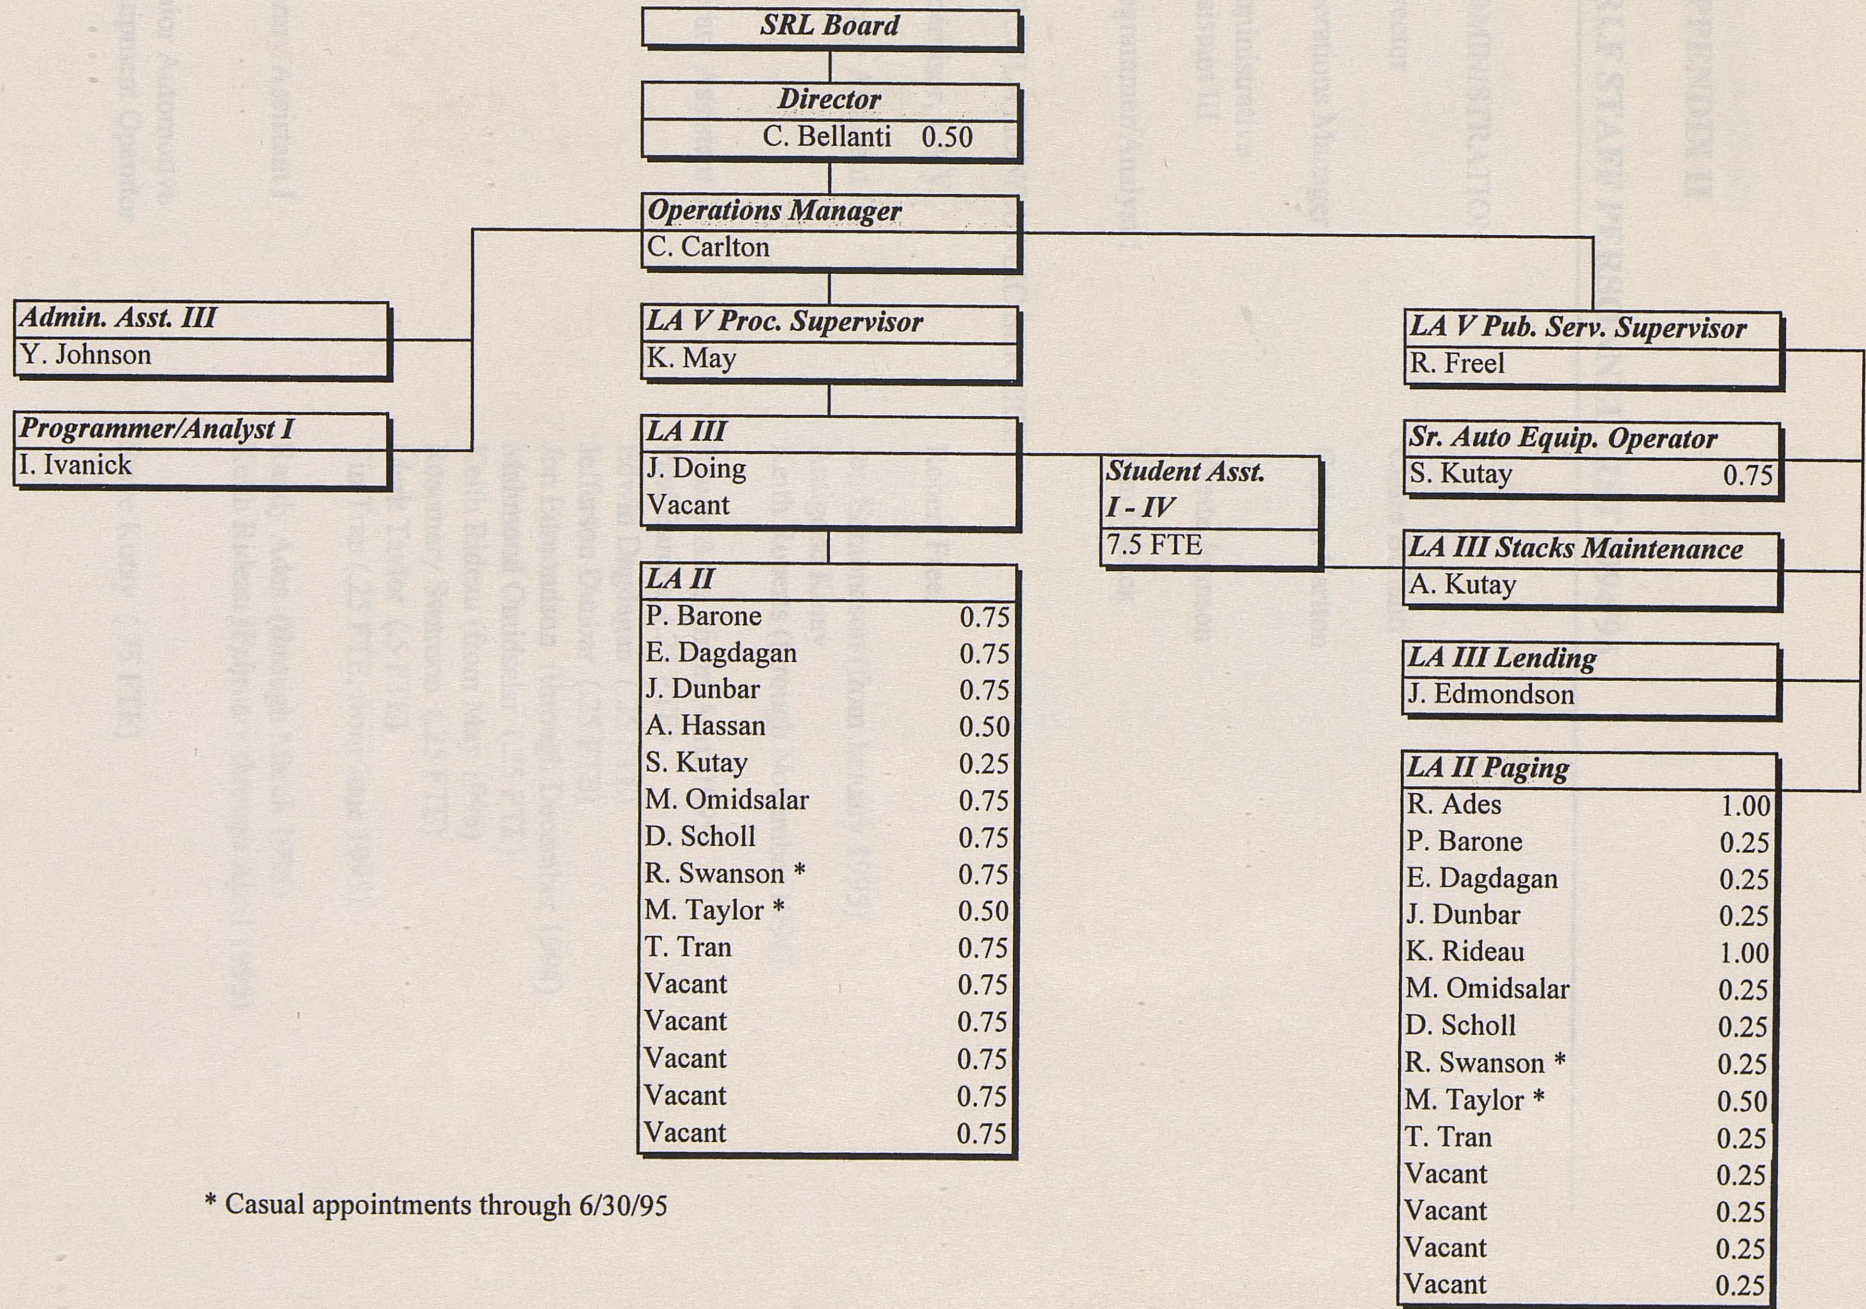 SRL Board
Director
C. Bellanti 0.50
Operations Manager
C. Carlton
Admin. Asst. III
Y. Johnson
Programmer/Analyst I
I. Ivanick
LA V Proc. Supervisor
K. May
LA III
J. Doing
Vacant
Student Asst.
I - IV
7.5 FTE
LA II
P. Barone 0.75
E. Dagdagan 0.75
J. Dunbar 0.75
A. Hassan 0.50
S. Kutay 0.25
M. Omidsalar 0.75
D. Scholl 0.75
R. Swanson * 0.75
M. Taylor * 0.50
T. Tran 0.75
Vacant 0.75
Vacant 0.75
Vacant 0.75
Vacant 0.75
Vacant 0.75
LA V Pub. Serv. Supervisor
R. Freel
Sr. Auto Equip. Operator
S. Kutay 0.75
LA III Stacks Maintenance
A. Kutay
LA III Lending
J. Edmondson
LA II Paging
R. Ades 1.00
P. Barone 0.25
E. Dagdagan 0.25
J. Dunbar 0.25
K. Rideau 1.00
M. Omidsalar 0.25
D. Scholl 0.25
R. Swanson * 0.25
M. Taylor * 0.50
T. Tran 0.25
Vacant 0.25
Vacant 0.25
Vacant 0.25
Vacant 0.25
* Casual appointments through 6/30/95